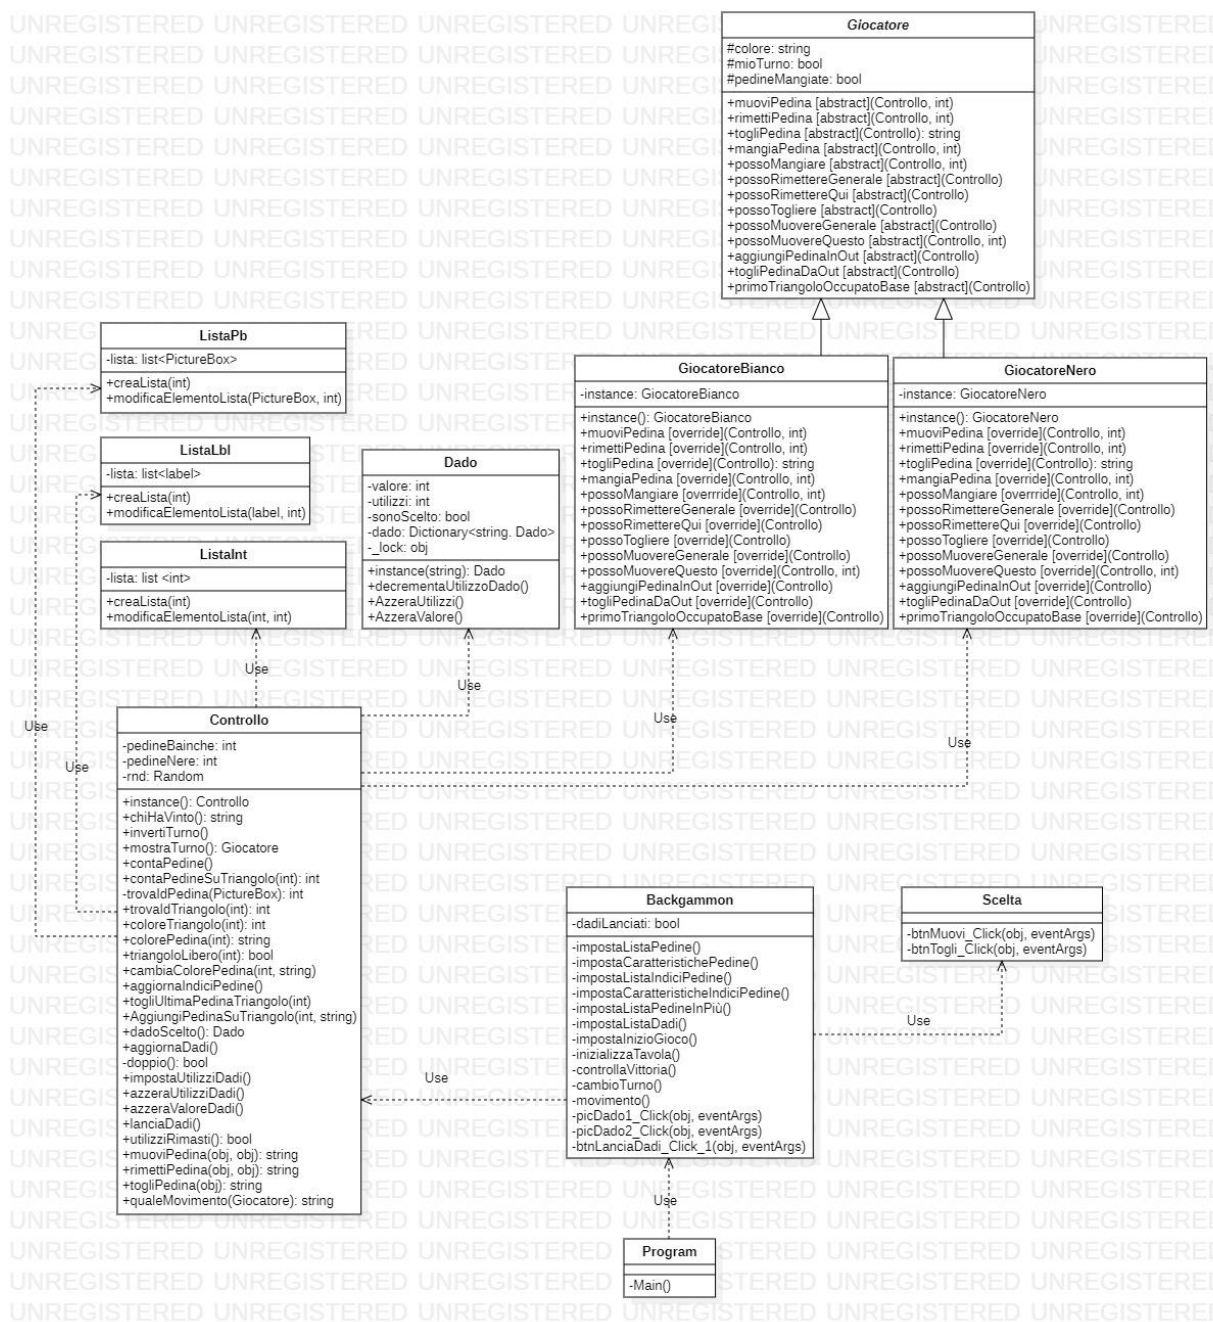 Giocatore
#colore: string
#mioTurno: bool
#pedineMangiate: bool
+muoviPedina [abstract](Controllo, int)
+rimettiPedina [abstract](Controllo, int)
+togliPedina [abstract](Controllo): string
+mangiaPedina [abstract](Controllo, int)
+possoMangiare [abstract](Controllo, int)
+possoRimettereGenerale [abstract](Controllo)
+possoRimettereQui [abstract](Controllo)
+possoTogliere [abstract](Controllo)
+possoMuovereGenerale [abstract](Controllo)
+possoMuovereQuesto [abstract](Controllo, int)
+aggiungiPedinaInOut [abstract](Controllo)
+togliPedinaDaOut [abstract](Controllo)
+primoTriangoloOccupatoBase [abstract](Controllo)
ListaPb
-lista: list<PictureBox>
+creaLista(int)
+modificaElementoLista(PictureBox, int)
ListaLbl
-lista: list<label>
+creaLista(int)
+modificaElementoLista(label, int)
ListaInt
-lista: list <int>
+creaLista(int)
+modificaElementoLista(int, int)
Dado
-valore: int
-utilizzi: int
-sonoScelto: bool
-dado: Dictionary<string. Dado>
-_lock: obj
+instance(string): Dado
+decrementaUtilizzoDado()
+AzzeraUtilizzi()
+AzzeraValore()
GiocatoreBianco
-instance: GiocatoreBianco
+instance(): GiocatoreBianco
+muoviPedina [override](Controllo, int)
+rimettiPedina [override](Controllo, int)
+togliPedina [override](Controllo): string
+mangiaPedina [override](Controllo, int)
+possoMangiare [overrride](Controllo, int)
+possoRimettereGenerale [override](Controllo)
+possoRimettereQui [override](Controllo)
+possoTogliere [override](Controllo)
+possoMuovereGenerale [override](Controllo)
+possoMuovereQuesto [override](Controllo, int)
+aggiungiPedinaInOut [override](Controllo)
+togliPedinaDaOut [override](Controllo)
+primoTriangoloOccupatoBase [override](Controllo)
GiocatoreNero
-instance: GiocatoreNero
+instance(): GiocatoreNero
+muoviPedina [override](Controllo, int)
+rimettiPedina [override](Controllo, int)
+togliPedina [override](Controllo): string
+mangiaPedina [override](Controllo, int)
+possoMangiare [overrride](Controllo, int)
+possoRimettereGenerale [override](Controllo)
+possoRimettereQui [override](Controllo)
+possoTogliere [override](Controllo)
+possoMuovereGenerale [override](Controllo)
+possoMuovereQuesto [override](Controllo, int)
+aggiungiPedinaInOut [override](Controllo)
+togliPedinaDaOut [override](Controllo)
+primoTriangoloOccupatoBase [override](Controllo)
Use
Use
Use
Use
Use
Use
Controllo
-pedineBainche: int
-pedineNere: int
-rnd: Random
+instance(): Controllo
+chiHaVinto(): string
+invertiTurno()
+mostraTurno(): Giocatore
+contaPedine()
+contaPedineSuTriangolo(int): int
-trovaIdPedina(PictureBox): int
+trovaIdTriangolo(int): int
+coloreTriangolo(int): int
+colorePedina(int): string
+triangoloLibero(int): bool
+cambiaColorePedina(int, string)
+aggiornaIndiciPedine()
+togliUltimaPedinaTriangolo(int)
+AggiungiPedinaSuTriangolo(int, string)
+dadoScelto(): Dado
+aggiornaDadi()
-doppio(): bool
+impostaUtilizziDadi()
+azzeraUtilizziDadi()
+azzeraValoreDadi()
+lanciaDadi()
+utilizziRimasti(): bool
+muoviPedina(obj, obj): string
+rimettiPedina(obj, obj): string
+togliPedina(obj): string
+qualeMovimento(Giocatore): string
Backgammon
-dadiLanciati: bool
-impostaListaPedine()
-impostaCaratteristichePedine()
-impostaListaIndiciPedine()
-impostaCaratteristicheIndiciPedine()
-impostaListaPedineInPiù()
-impostaListaDadi()
-impostaInizioGioco()
-inizializzaTavola()
-controllaVittoria()
-cambioTurno()
-movimento()
-picDado1_Click(obj, eventArgs)
-picDado2_Click(obj, eventArgs)
-btnLanciaDadi_Click_1(obj, eventArgs)
Scelta
-btnMuovi_Click(obj, eventArgs)
-btnTogli_Click(obj, eventArgs)
Use
Use
Use
Program
-Main()